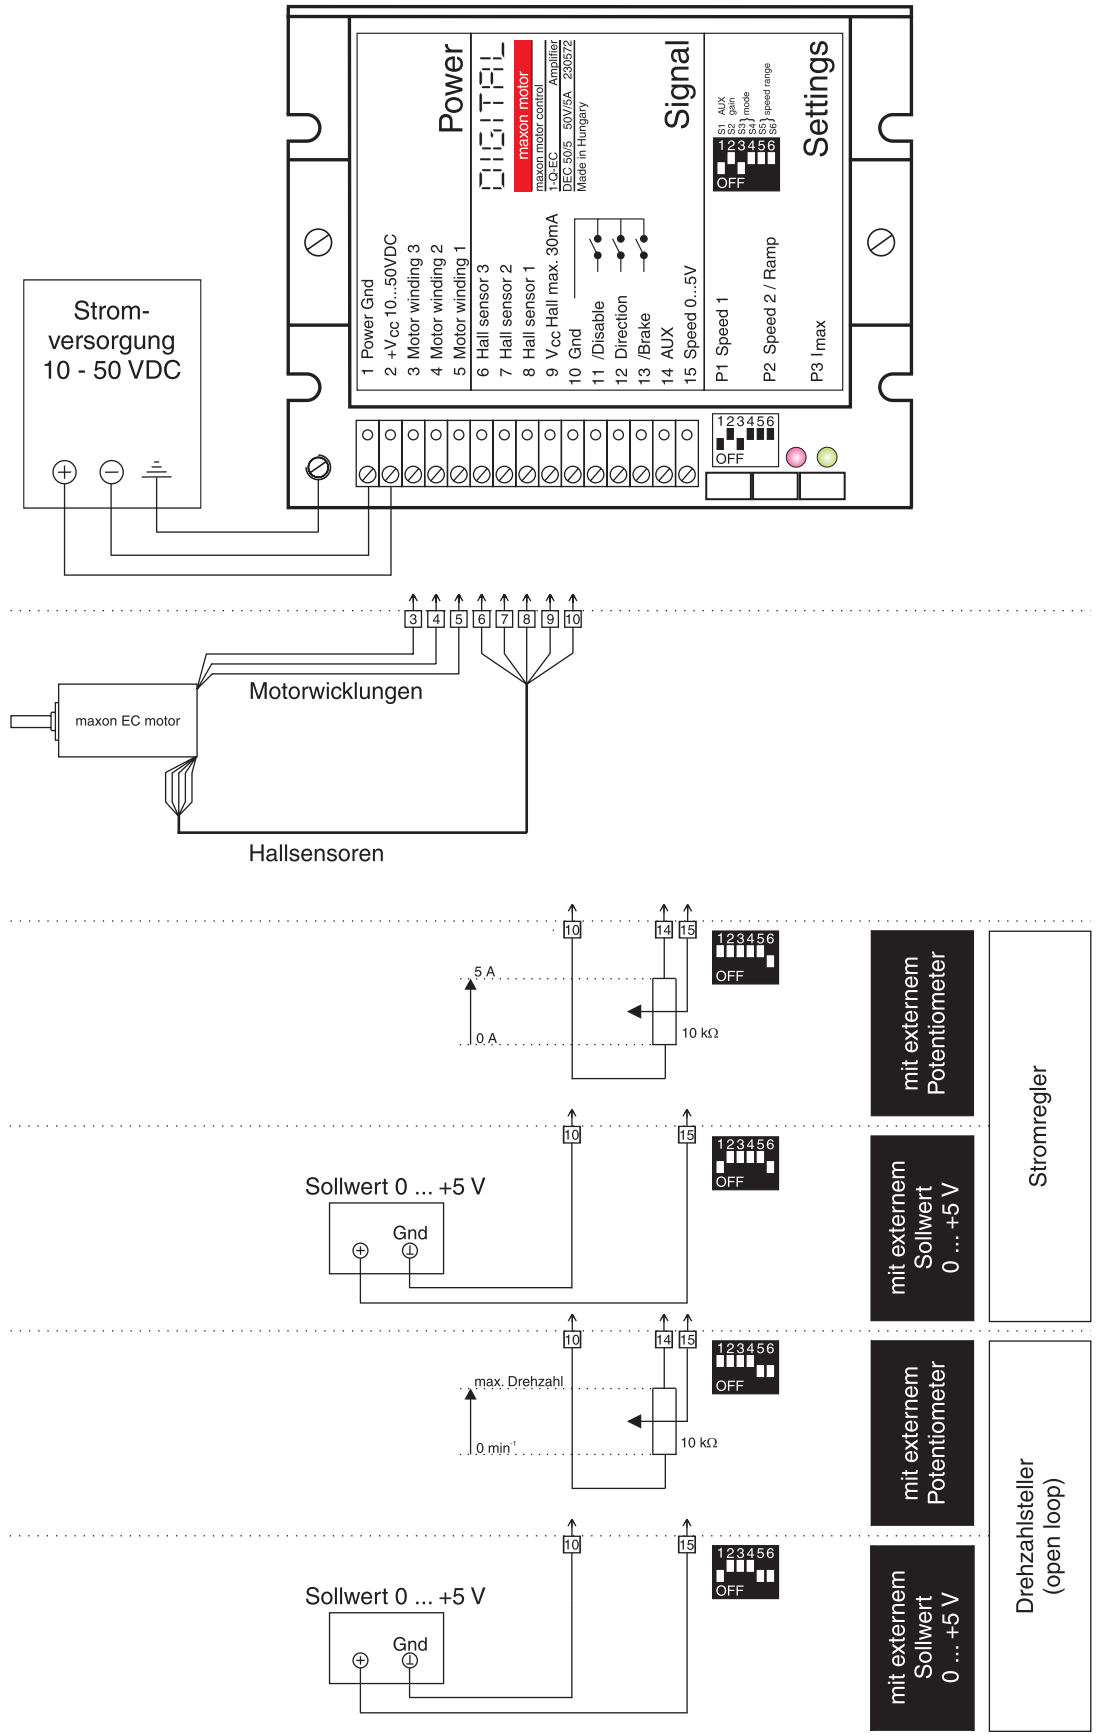 Power
DIGITAL
maxon motor
maxon motor control
1-Q-EC Amplifier
DEC 50/5 50V/5A 230572
Made in Hungary
Signal
S1 AUX
S2 gain
S3
S4 } mode
S5
S6 } speed range
123456
OFF
Settings
1 Power Gnd
2 +Vcc 10...50VDC
3 Motor winding 3
4 Motor winding 2
5 Motor winding 1
6 Hall sensor 3
7 Hall sensor 2
8 Hall sensor 1
9 Vcc Hall max. 30mA
10 Gnd
11 /Disable
12 Direction
13 /Brake
14 AUX
15 Speed 0...5V
P1 Speed 1
P2 Speed 2 / Ramp
P3 Imax
Strom-
versorgung
10 - 50 VDC
123456
OFF
3 4 5 6 7 8 9 10
Motorwicklungen
maxon EC motor
Hallsensoren
10 14 15
123456
OFF
5 A
0 A
10 kΩ
mit externem
Potentiometer
Stromregler
10 15
123456
OFF
Sollwert 0 ... +5 V
Gnd
mit externem
Sollwert
0 ... +5 V
10 14 15
123456
OFF
max. Drehzahl
0 min⁻¹
10 kΩ
mit externem
Potentiometer
Drehzahlsteller
(open loop)
10 15
123456
OFF
Sollwert 0 ... +5 V
Gnd
mit externem
Sollwert
0 ... +5 V